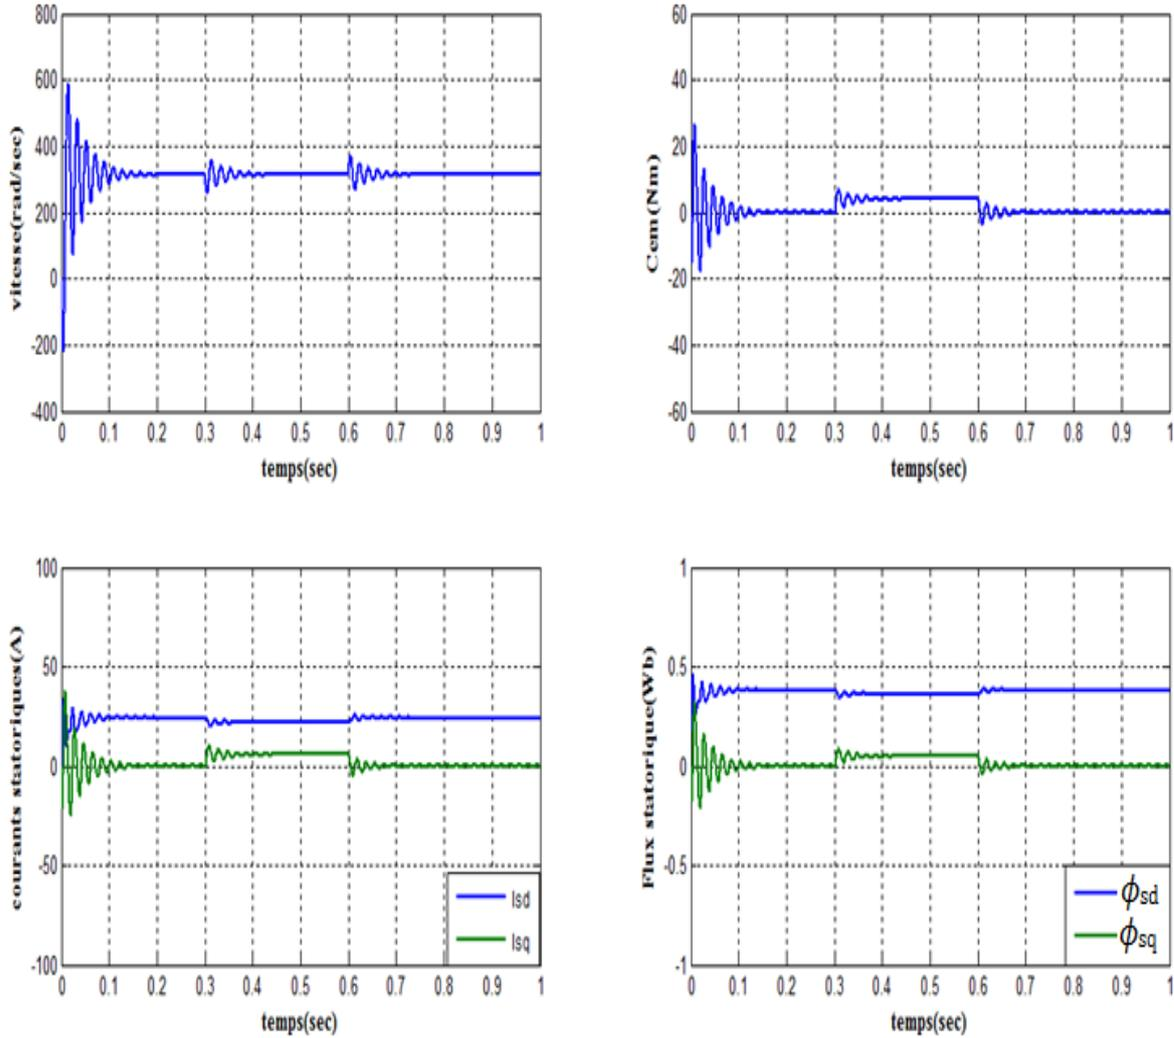 vitesse(rad/sec)
800
600
400
200
0
-200
-400
0 0.1 0.2 0.3 0.4 0.5 0.6 0.7 0.8 0.9 1
temps(sec)
Cem(Nm)
60
40
20
0
-20
-40
-60
0 0.1 0.2 0.3 0.4 0.5 0.6 0.7 0.8 0.9 1
temps(sec)
courants statoriques(A)
100
50
0
-50
-100
0 0.1 0.2 0.3 0.4 0.5 0.6 0.7 0.8 0.9 1
temps(sec)
Isd
Isq
Flux statorique(Wb)
1
0.5
0
-0.5
-1
0 0.1 0.2 0.3 0.4 0.5 0.6 0.7 0.8 0.9 1
temps(sec)
ϕsd
ϕsq